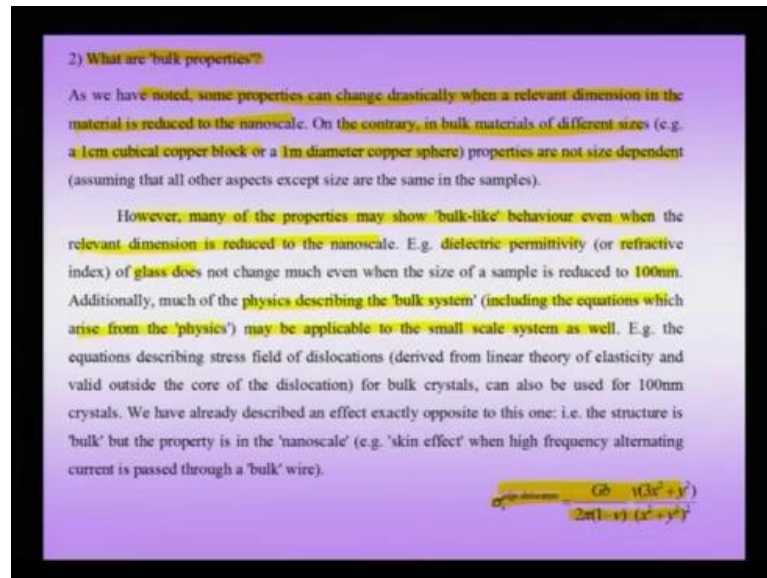 2) What are 'bulk properties'?
As we have noted, some properties can change drastically when a relevant dimension in the
material is reduced to the nanoscale. On the contrary, in bulk materials of different sizes (e.g.
a 1cm cubical copper block or a 1m diameter copper sphere) properties are not size dependent
(assuming that all other aspects except size are the same in the samples).
However, many of the properties may show 'bulk-like' behaviour even when the
relevant dimension is reduced to the nanoscale. E.g. dielectric permittivity (or refractive
index) of glass does not change much even when the size of a sample is reduced to 100nm.
Additionally, much of the physics describing the 'bulk system' (including the equations which
arise from the 'physics') may be applicable to the small scale system as well. E.g. the
equations describing stress field of dislocations (derived from linear theory of elasticity and
valid outside the core of the dislocation) for bulk crystals, can also be used for 100nm
crystals. We have already described an effect exactly opposite to this one: i.e. the structure is
'bulk' but the property is in the 'nanoscale' (e.g. 'skin effect' when high frequency alternating
current is passed through a 'bulk' wire).
Gb y(3x² + y²)
2π(1−ν) (x² + y²)²